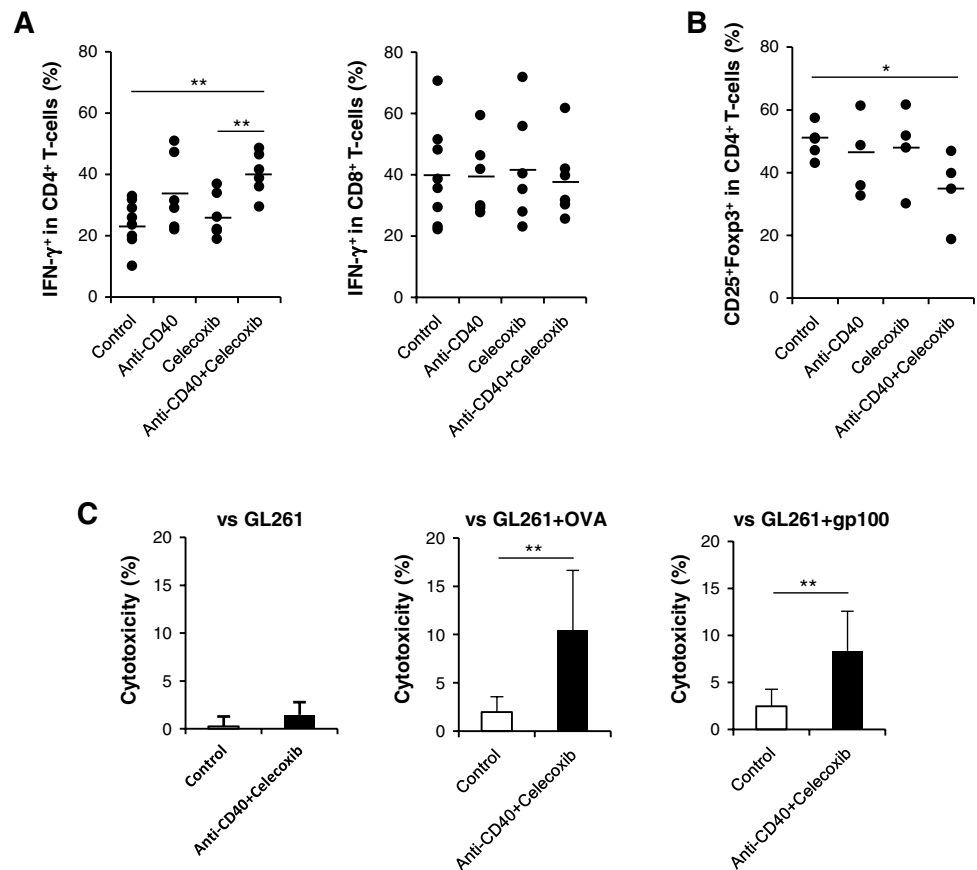 A
IFN-γ⁺ in CD4⁺ T-cells (%)
80
60
40
20
0
**
**
Control
Anti-CD40
Celecoxib
Anti-CD40+Celecoxib
IFN-γ⁺ in CD8⁺ T-cells (%)
80
60
40
20
0
Control
Anti-CD40
Celecoxib
Anti-CD40+Celecoxib
B
CD25⁺Foxp3⁺ in CD4⁺ T-cells (%)
80
60
40
20
0
*
Control
Anti-CD40
Celecoxib
Anti-CD40+Celecoxib
C
vs GL261
Cytotoxicity (%)
20
15
10
5
0
Control
Anti-CD40+Celecoxib
vs GL261+OVA
Cytotoxicity (%)
20
15
10
5
0
**
Control
Anti-CD40+Celecoxib
vs GL261+gp100
Cytotoxicity (%)
20
15
10
5
0
**
Control
Anti-CD40+Celecoxib